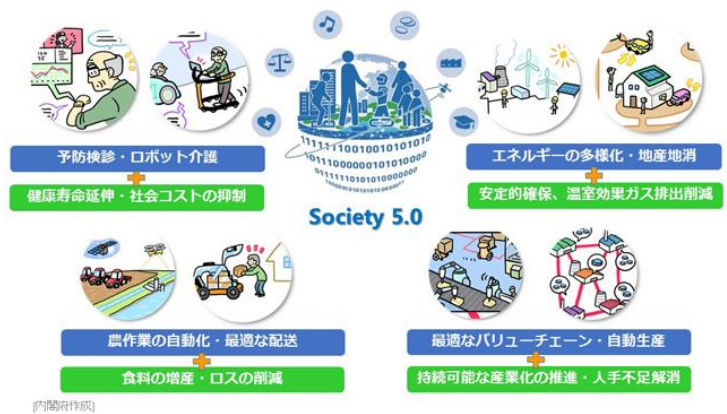 予防検診・ロボット介護
健康寿命延伸・社会コストの抑制
エネルギーの多様化・地産地消
安定的確保、温室効果ガス排出削減
Society 5.0
農作業の自動化・最適な配送
食料の増産・ロスの削減
最適なバリューチェーン・自動生産
持続可能な産業化の推進・人手不足解消
[内閣府作成]